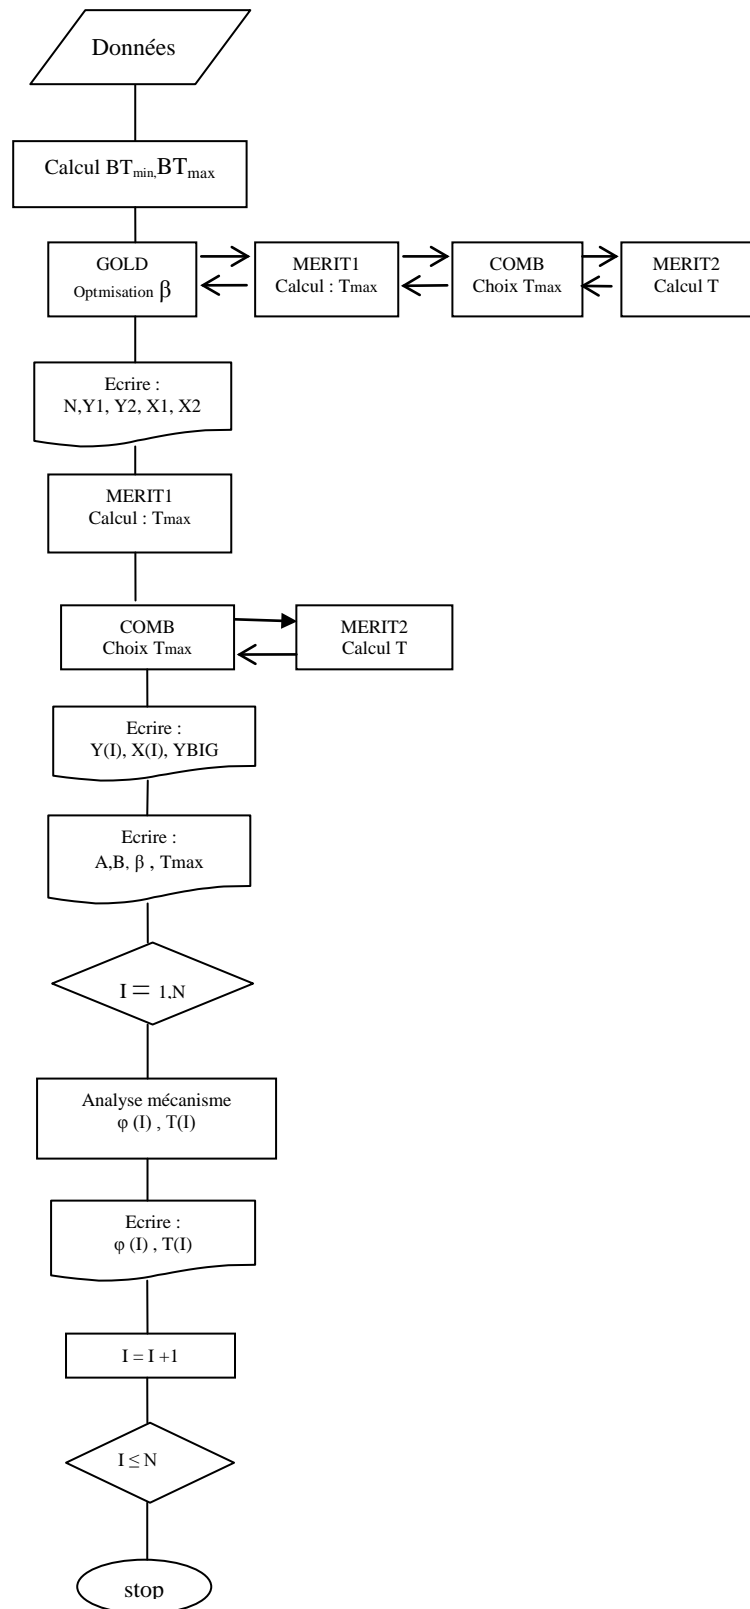 Données
Calcul BTmin,BTmax
GOLD
Optmisation β
MERIT1
Calcul : Tmax
COMB
Choix Tmax
MERIT2
Calcul T
Ecrire :
N,Y1, Y2, X1, X2
MERIT1
Calcul : Tmax
COMB
Choix Tmax
MERIT2
Calcul T
Ecrire :
Y(I), X(I), YBIG
Ecrire :
A,B, β , Tmax
I = 1,N
Analyse mécanisme
φ (I) , T(I)
Ecrire :
φ (I) , T(I)
I = I +1
I ≤ N
stop